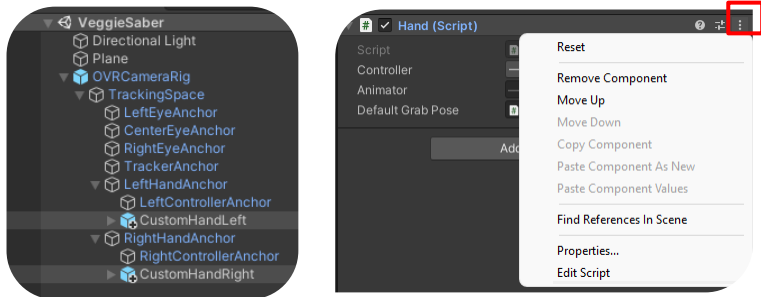 VeggieSaber
Directional Light
Plane
OVRCameraRig
TrackingSpace
LeftEyeAnchor
CenterEyeAnchor
RightEyeAnchor
TrackerAnchor
LeftHandAnchor
LeftControllerAnchor
CustomHandLeft
RightHandAnchor
RightControllerAnchor
CustomHandRight
Hand (Script)
Script
Controller
Animator
Default Grab Pose
Reset
Remove Component
Move Up
Move Down
Copy Component
Paste Component As New
Paste Component Values
Find References In Scene
Properties...
Edit Script